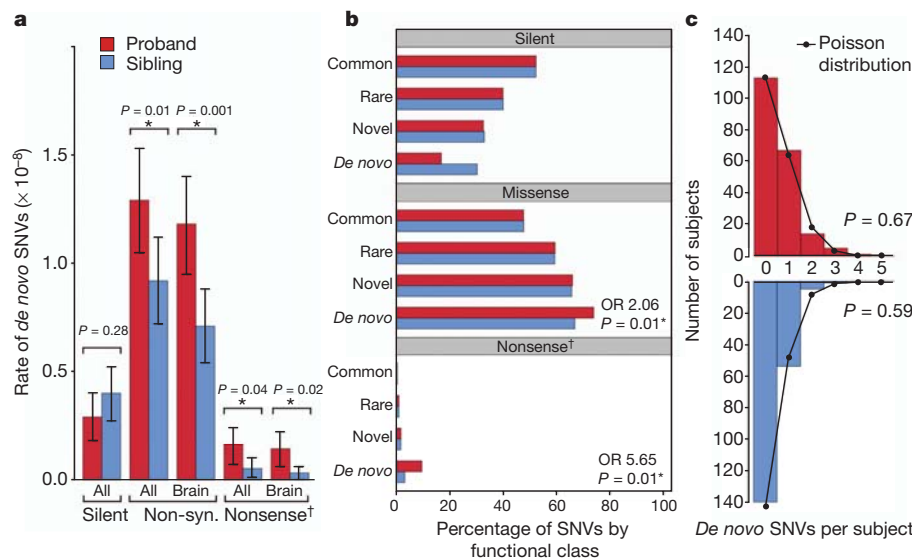 a
Proband
Sibling
Rate of de novo SNVs (× 10⁻⁸)
1.5
1.0
0.5
0.0
P = 0.28
P = 0.01
*
P = 0.001
*
P = 0.04
*
P = 0.02
*
All
All
Brain
All
Brain
Silent
Non-syn.
Nonsense†
b
Silent
Common
Rare
Novel
De novo
Missense
Common
Rare
Novel
De novo
OR 2.06
P = 0.01*
Nonsense†
Common
Rare
Novel
De novo
OR 5.65
P = 0.01*
0 20 40 60 80 100
Percentage of SNVs by
functional class
c
Poisson
distribution
Number of subjects
140
120
100
80
60
40
20
0
0 1 2 3 4 5
P = 0.67
0
20
40
60
80
100
120
140
P = 0.59
De novo SNVs per subject